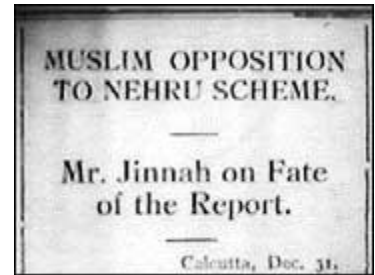 MUSLIM OPPOSITION
TO NEHRU SCHEME.
Mr. Jinnah on Fate
of the Report.
Calcutta, Dec. 31.